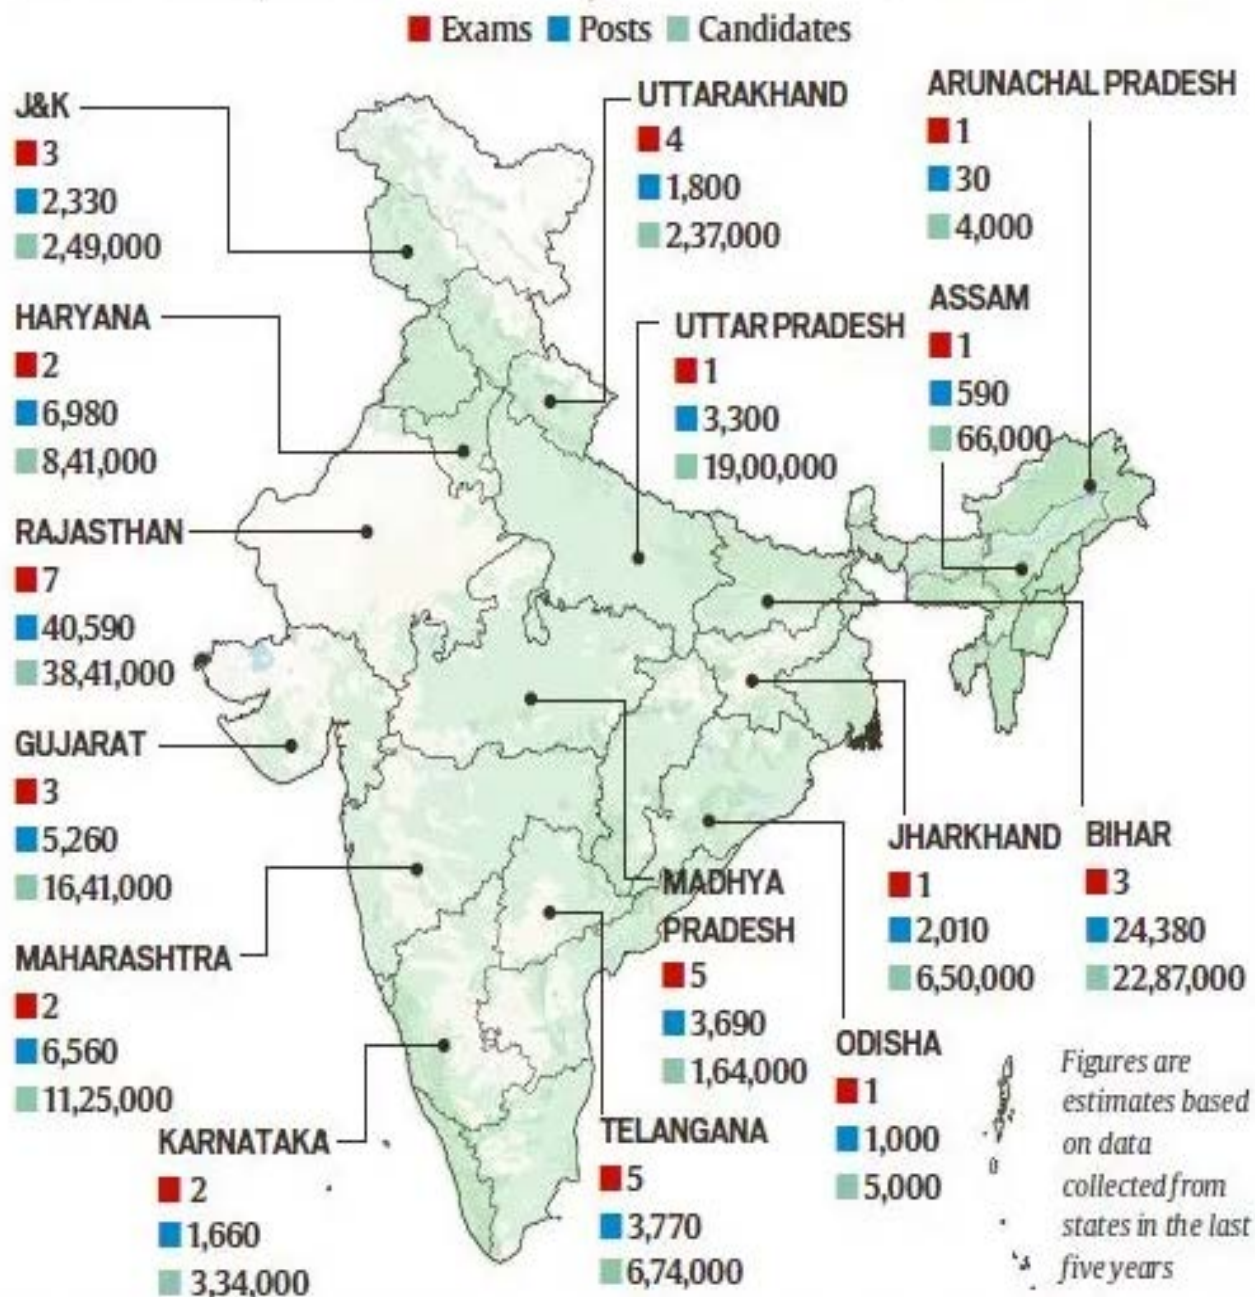 Exams Posts Candidates
J&K
3
2,330
2,49,000
HARYANA
2
6,980
8,41,000
RAJASTHAN
7
40,590
38,41,000
GUJARAT
3
5,260
16,41,000
MAHARASHTRA
2
6,560
11,25,000
KARNATAKA
2
1,660
3,34,000
UTTARAKHAND
4
1,800
2,37,000
UTTAR PRADESH
1
3,300
19,00,000
ARUNACHAL PRADESH
1
30
4,000
ASSAM
1
590
66,000
JHARKHAND
1
2,010
6,50,000
BIHAR
3
24,380
22,87,000
MADHYA
PRADESH
5
3,690
1,64,000
TELANGANA
5
3,770
6,74,000
ODISHA
1
1,000
5,000
Figures are
estimates based
on data
collected from
states in the last
five years